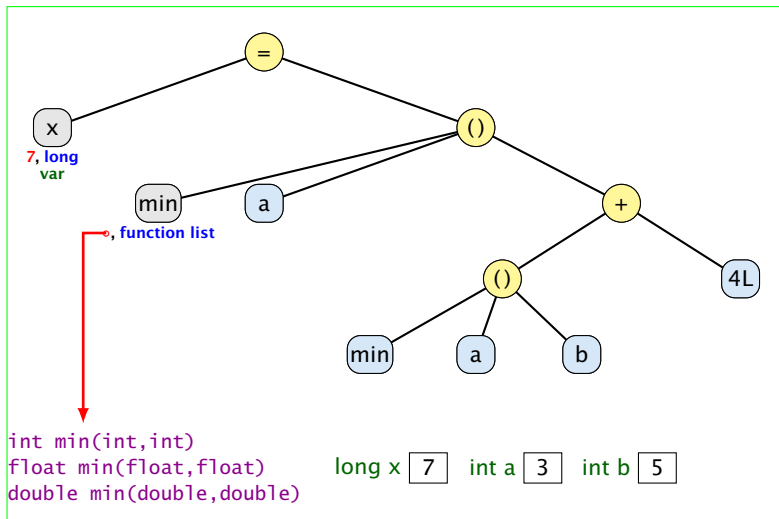 =
x
()
7, long
var
min
a
+
, function list
()
4L
min
a
b
int min(int,int)
float min(float,float)
double min(double,double)
long x 7 int a 3 int b 5